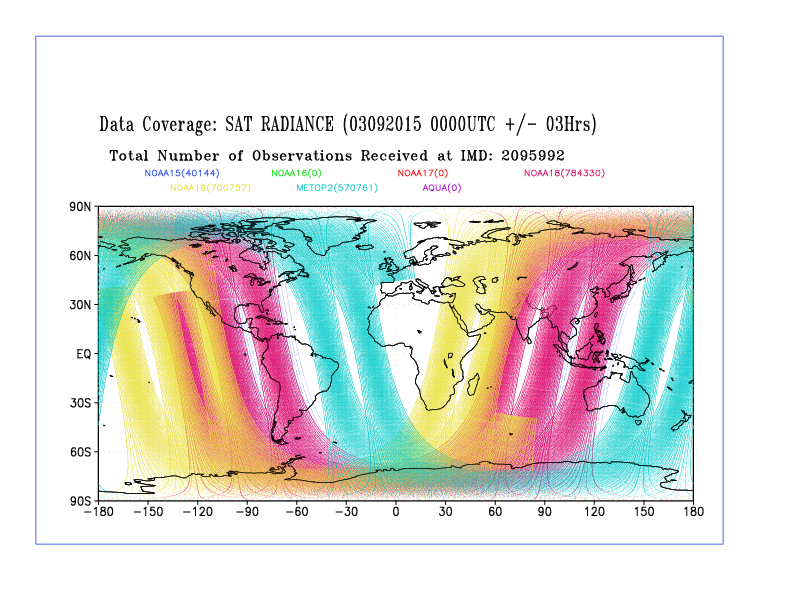 Data Coverage: SAT RADIANCE (03092015 0000UTC +/- 03Hrs)
Total Number of Observations Received at IMD: 2095992
NOAA15(40144) NOAA16(0) NOAA17(0) NOAA18(784330)
NOAA19(700757) METOP2(570761) AQUA(0)
90N
60N
30N
EQ
30S
60S
90S
-180 -150 -120 -90 -60 -30 0 30 60 90 120 150 180